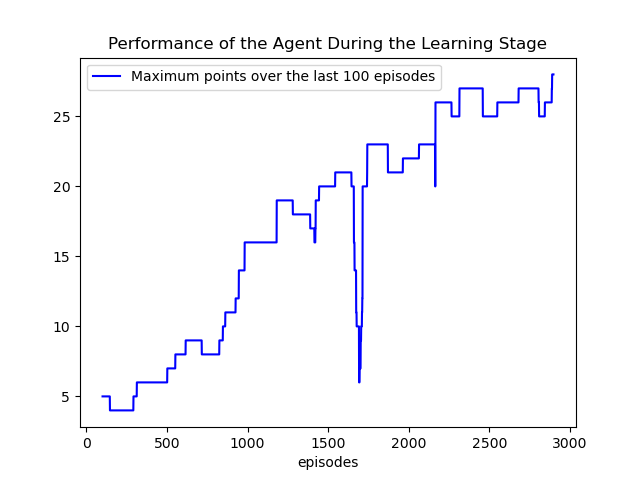 Performance of the Agent During the Learning Stage
Maximum points over the last 100 episodes
25
20
15
10
5
0 500 1000 1500 2000 2500 3000
episodes